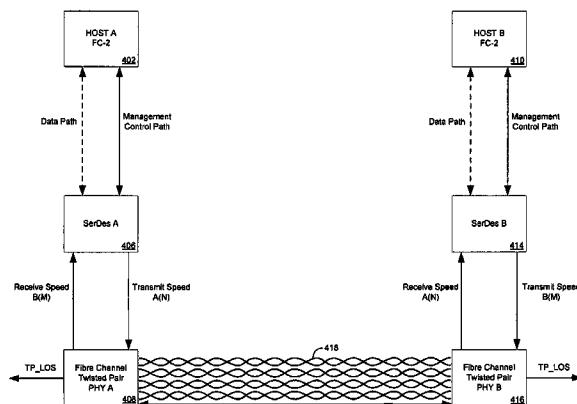 HOST A
FC-2
402
HOST B
FC-2
410
Data Path
Management
Control Path
Data Path
Management
Control Path
SerDes A
406
SerDes B
414
Receive Speed
B(M)
Transmit Speed
A(N)
Receive Speed
A(N)
Transmit Speed
B(M)
418
TP_LOS
Fibre Channel
Twisted Pair
PHY A
408
Fibre Channel
Twisted Pair
PHY B
416
TP_LOS